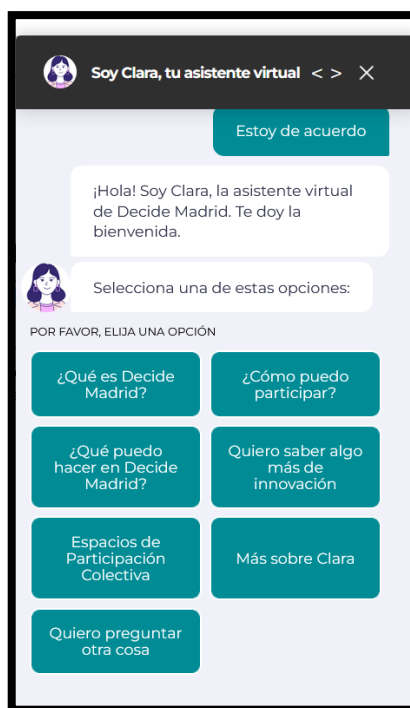 Soy Clara, tu asistente virtual < > ×
Estoy de acuerdo
¡Hola! Soy Clara, la asistente virtual
de Decide Madrid. Te doy la
bienvenida.
Selecciona una de estas opciones:
POR FAVOR, ELIJA UNA OPCIÓN
¿Qué es Decide
Madrid?
¿Cómo puedo
participar?
¿Qué puedo
hacer en Decide
Madrid?
Quiero saber algo
más de
innovación
Espacios de
Participación
Colectiva
Más sobre Clara
Quiero preguntar
otra cosa